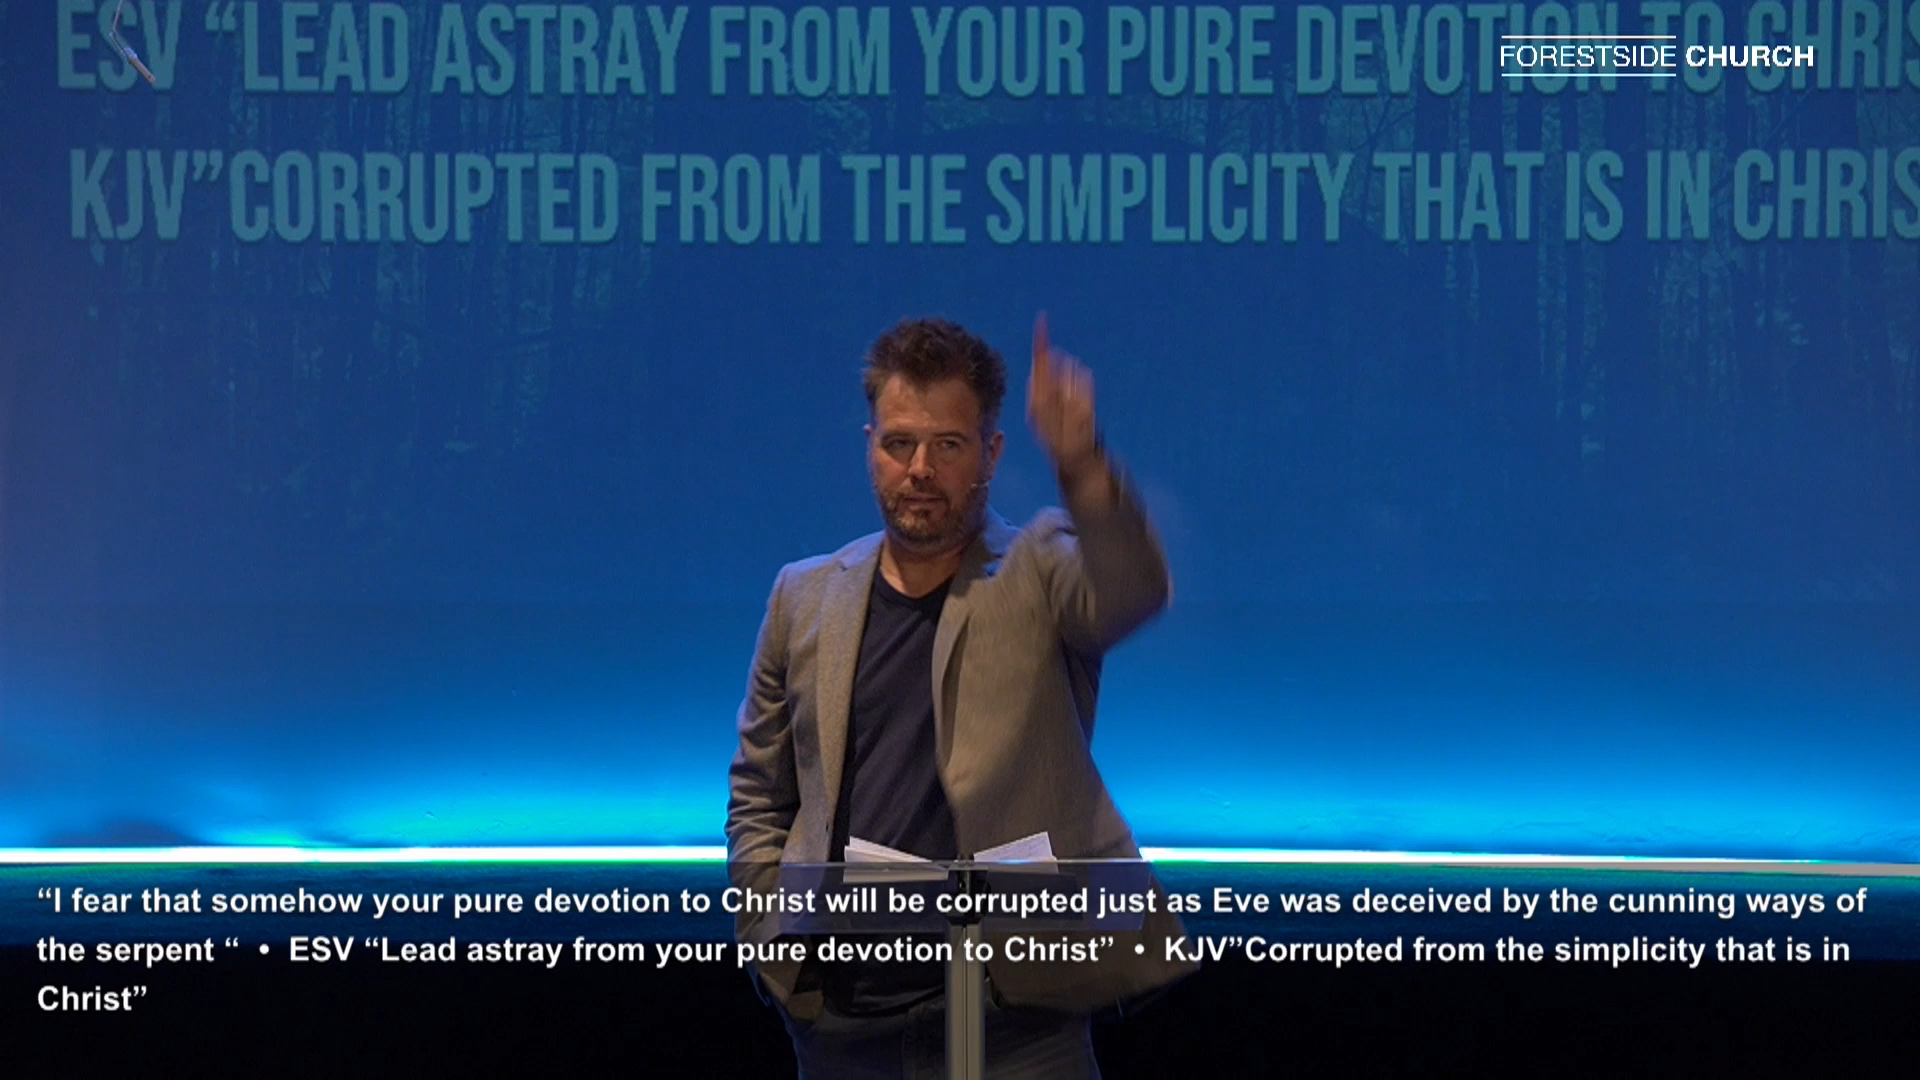 ESV “LEAD ASTRAY FROM YOUR PURE DEVOTION TO CHRIS
FORESTSIDE CHURCH
KJV”CORRUPTED FROM THE SIMPLICITY THAT IS IN CHRIS
“I fear that somehow your pure devotion to Christ will be corrupted just as Eve was deceived by the cunning ways of
the serpent “ • ESV “Lead astray from your pure devotion to Christ” • KJV”Corrupted from the simplicity that is in
Christ”